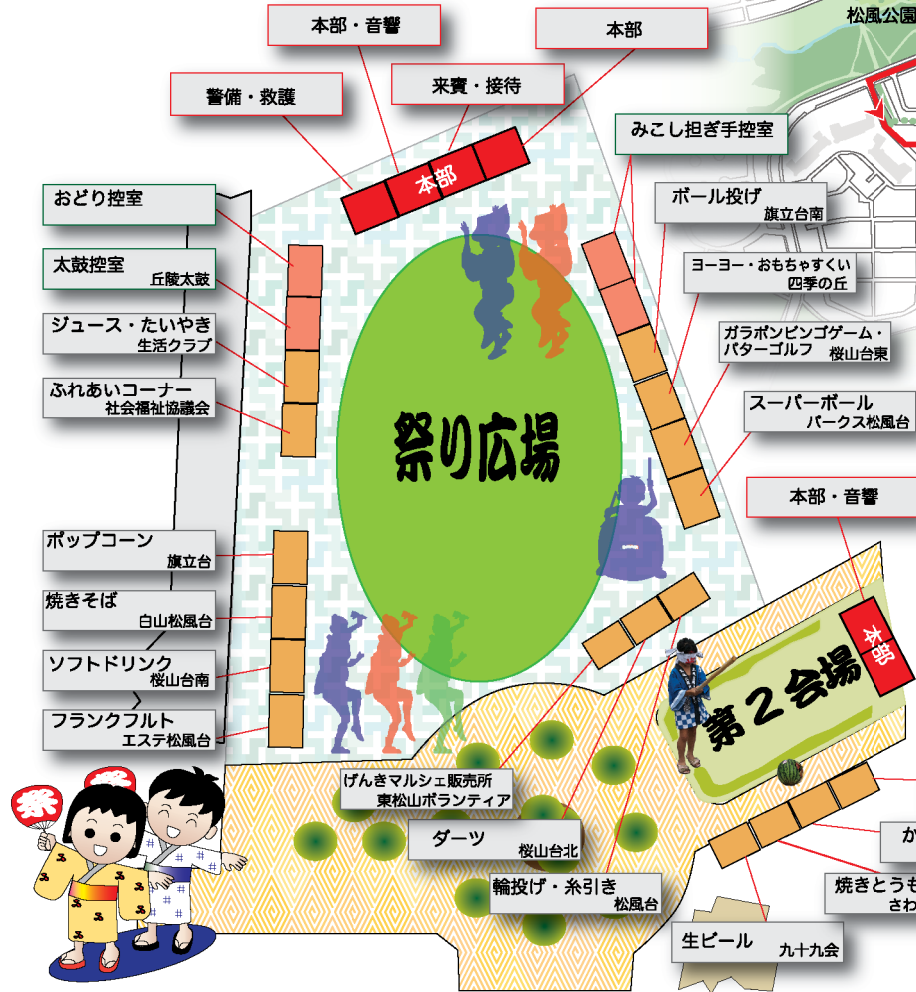 松風公園
本部・音響
本部
来賓・接待
警備・救護
本部
みこし担ぎ手控室
おどり控室
太鼓控室
丘陵太鼓
ジュース・たいやき
生活クラブ
ふれあいコーナー
社会福祉協議会
ボール投げ
旗立台南
ヨーヨー・おもちゃすくい
四季の丘
ガラポンビンゴゲーム・
パターゴルフ 桜山台東
スーパーボール
パークス松風台
祭り広場
本部・音響
ポップコーン
旗立台
焼きそば
白山松風台
ソフトドリンク
桜山台南
フランクフルト
エステ松風台
本部
第2会場
げんきマルシェ販売所
東松山ボランティア
ダーツ
桜山台北
輪投げ・糸引き
松風台
か
焼きとうも
さわ
生ビール 九十九会
祭
祭